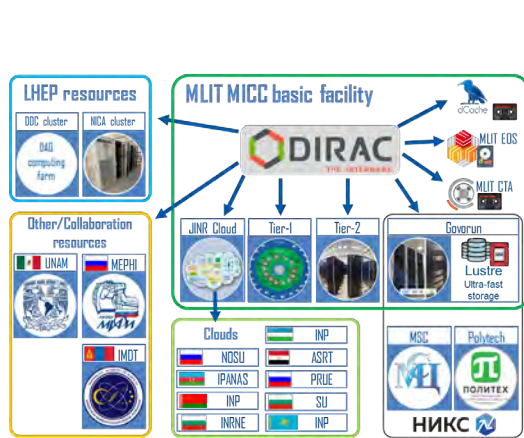 LHEP resources
DDC cluster
NICA cluster
DAQ
computing
farm
MLIT MICC basic facility
DIRAC
THE INTERWARE
dCache
MLIT EOS
MLIT CTA
JINR Cloud
Tier-1
Tier-2
Govorun
Lustre
Ultra-fast
storage
Other/Collaboration
resources
UNAM
MEPHI
МИФИ
IMDT
Clouds
INP
NOSU
ASRT
IPANAS
PRUE
INP
SU
INRNE
INP
MSC
Polytech
ПОЛИТЕХ
НИКС